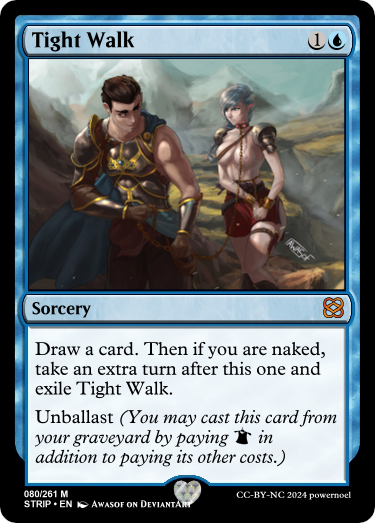 Tight Walk 1
AWASOF
Sorcery
Draw a card. Then if you are naked,
take an extra turn after this one and
exile Tight Walk.
Unballast (You may cast this card from
your graveyard by paying in
addition to paying its other costs.)
080/261 M
CC-BY-NC 2024 powernoel
STRIP • EN Awasof on DeviantArt